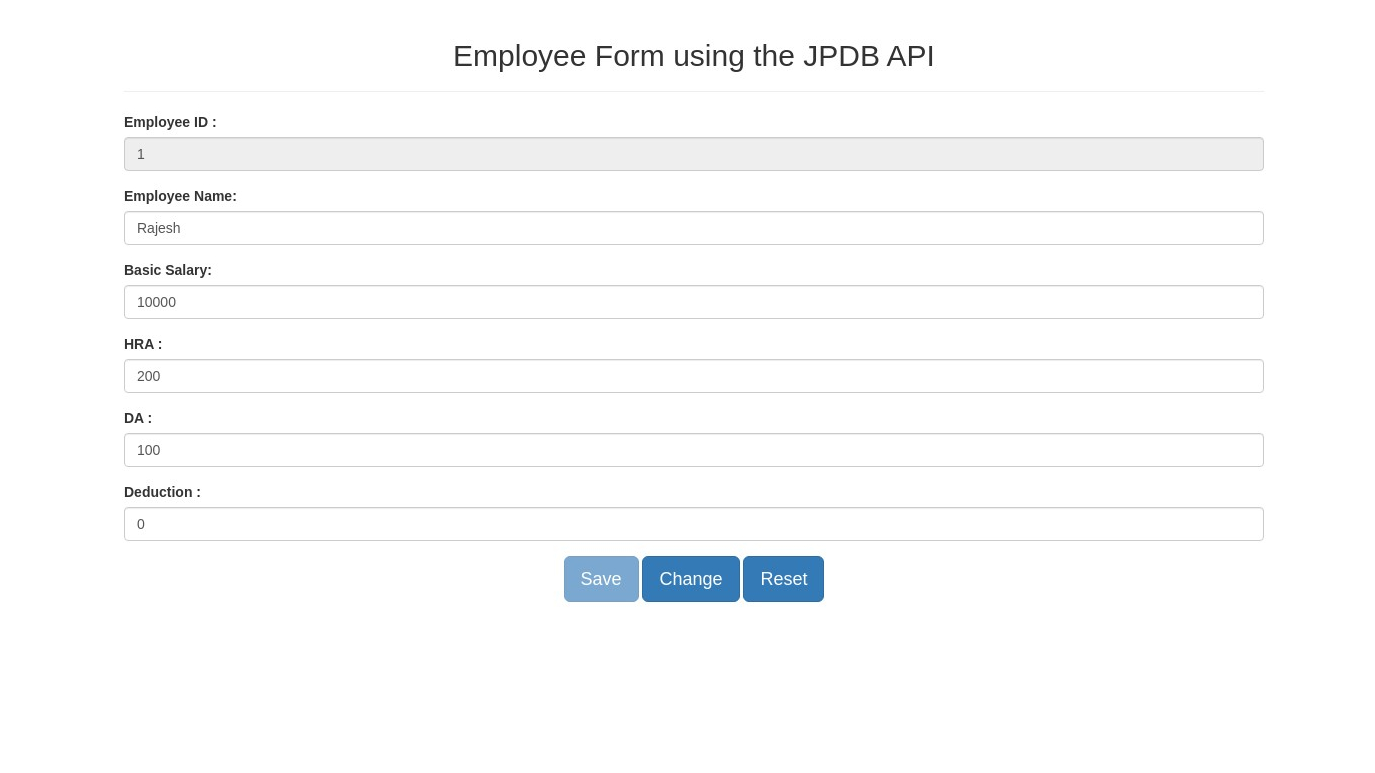 Employee Form using the JPDB API
Employee ID :
1
Employee Name:
Rajesh
Basic Salary:
10000
HRA :
200
DA :
100
Deduction :
0
Save Change Reset